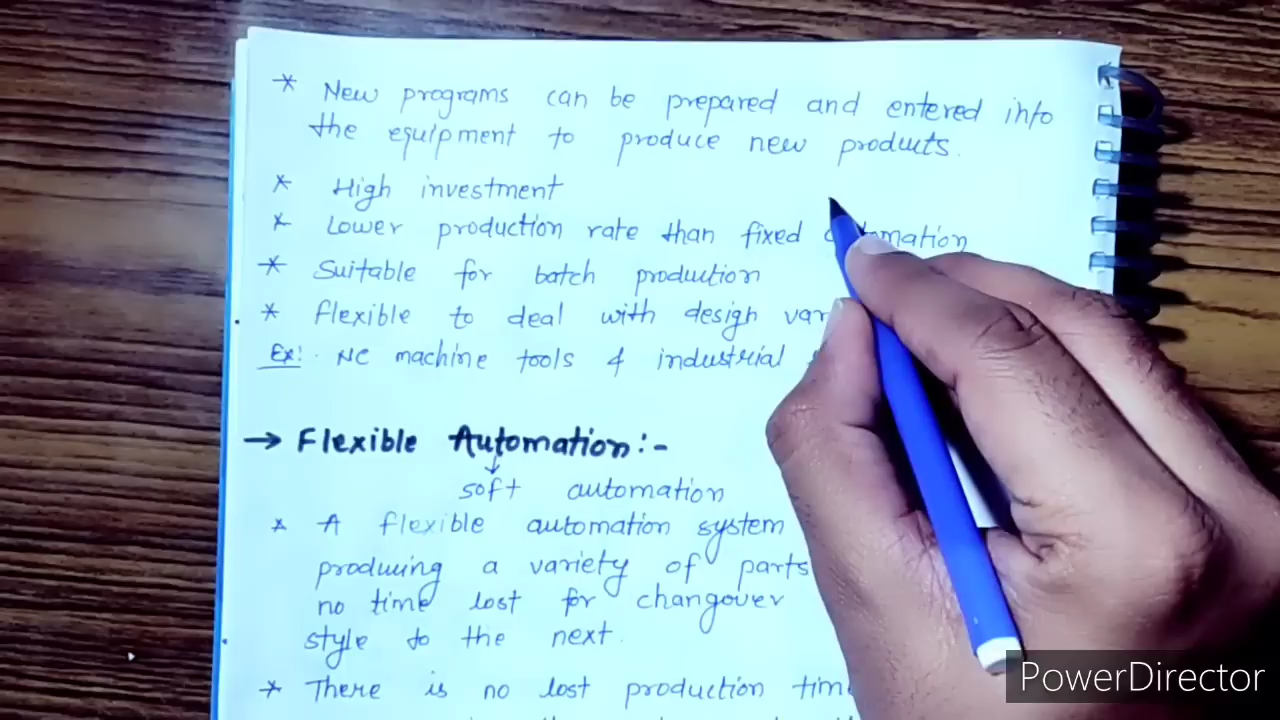 * New programs can be prepared and entered into
the equipment to produce new products.
* High investment
* Lower production rate than fixed automation
* Suitable for batch production
* flexible to deal with design
Ex:. NC machine tools & industrial
→ Flexible Automation:-
↓
soft automation
* A flexible automation system
producing a variety of parts
no time lost for changover
style to the next.
* There is no lost production time
PowerDirector